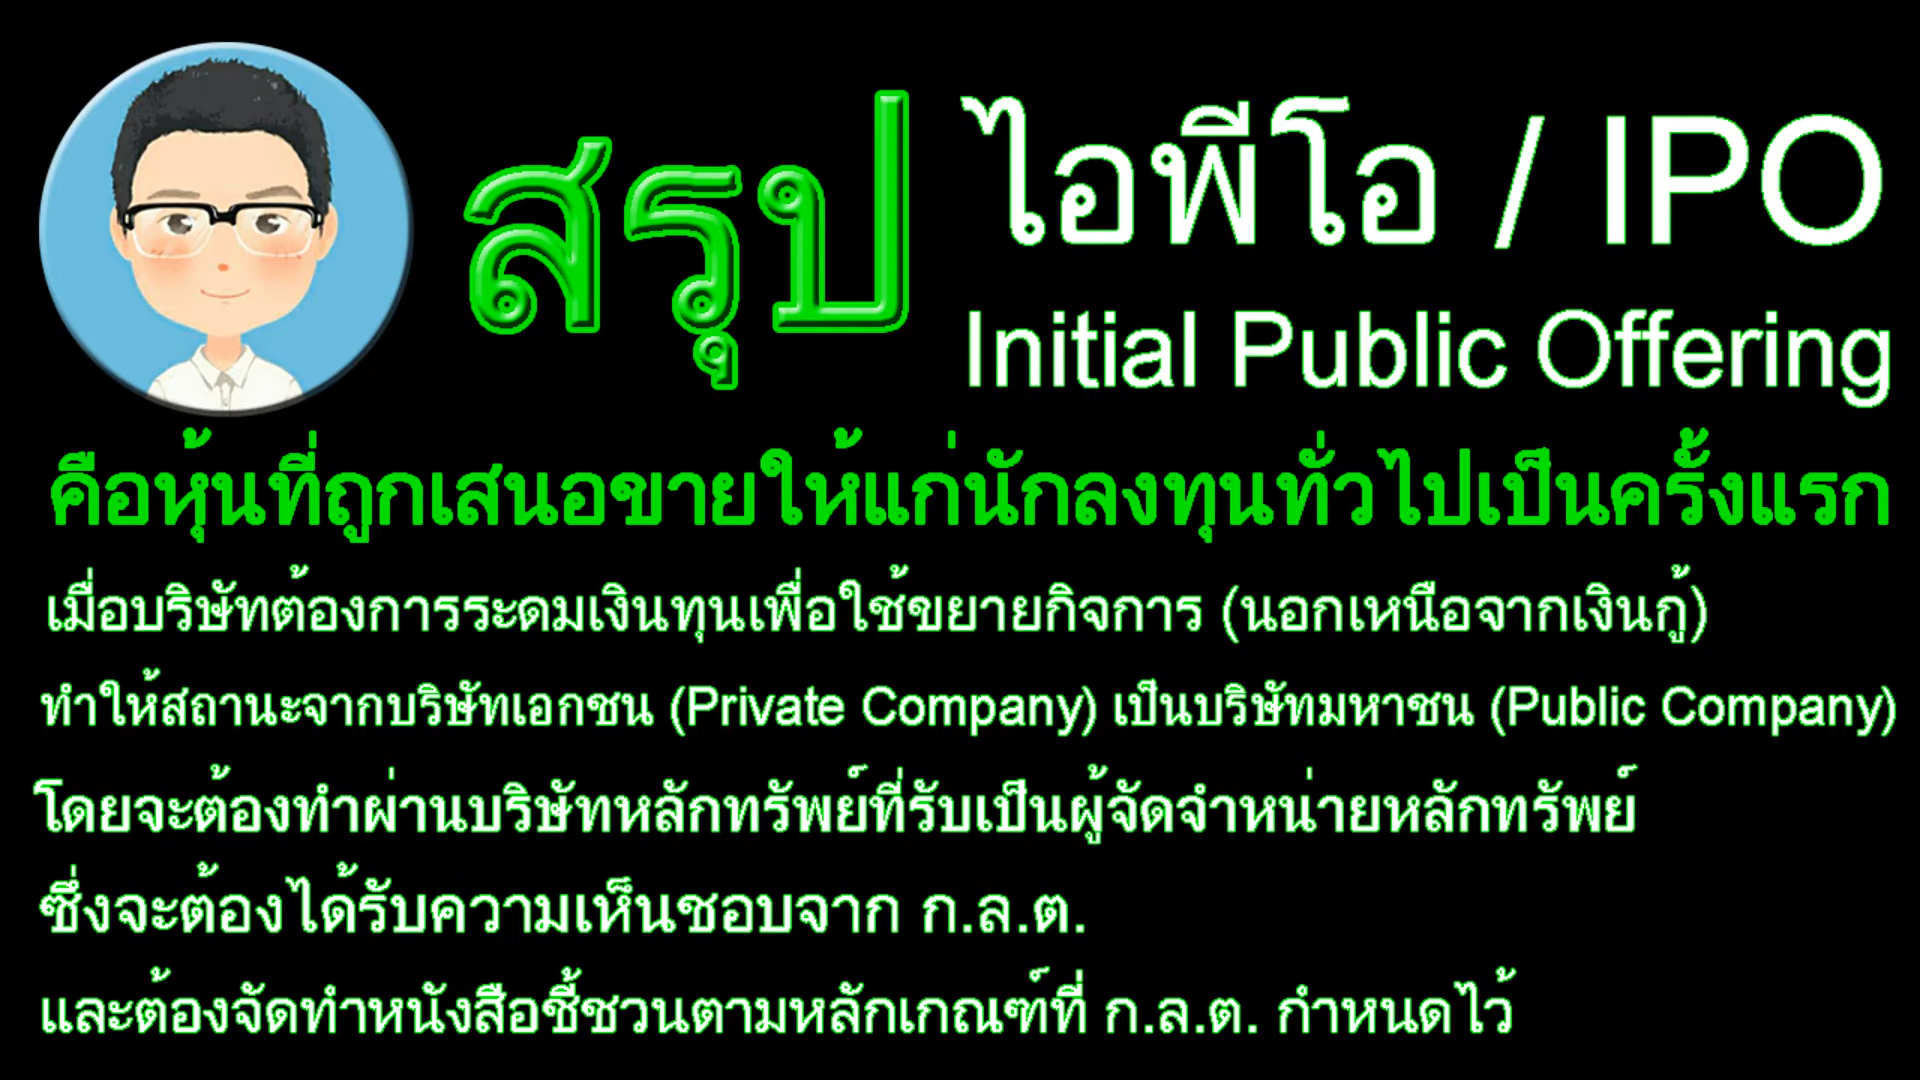 สรุป ไอพีโอ / IPO
Initial Public Offering
คือหุ้นที่ถูกเสนอขายให้แก่นักลงทุนทั่วไปเป็นครั้งแรก
เมื่อบริษัทต้องการระดมเงินทุนเพื่อใช้ขยายกิจการ (นอกเหนือจากเงินกู้)
ทำให้สถานะจากบริษัทเอกชน (Private Company) เป็นบริษัทมหาชน (Public Company)
โดยจะต้องทำผ่านบริษัทหลักทรัพย์ที่รับเป็นผู้จัดจำหน่ายหลักทรัพย์
ซึ่งจะต้องได้รับความเห็นชอบจาก ก.ล.ต.
และต้องจัดทำหนังสือชี้ชวนตามหลักเกณฑ์ที่ ก.ล.ต. กำหนดไว้